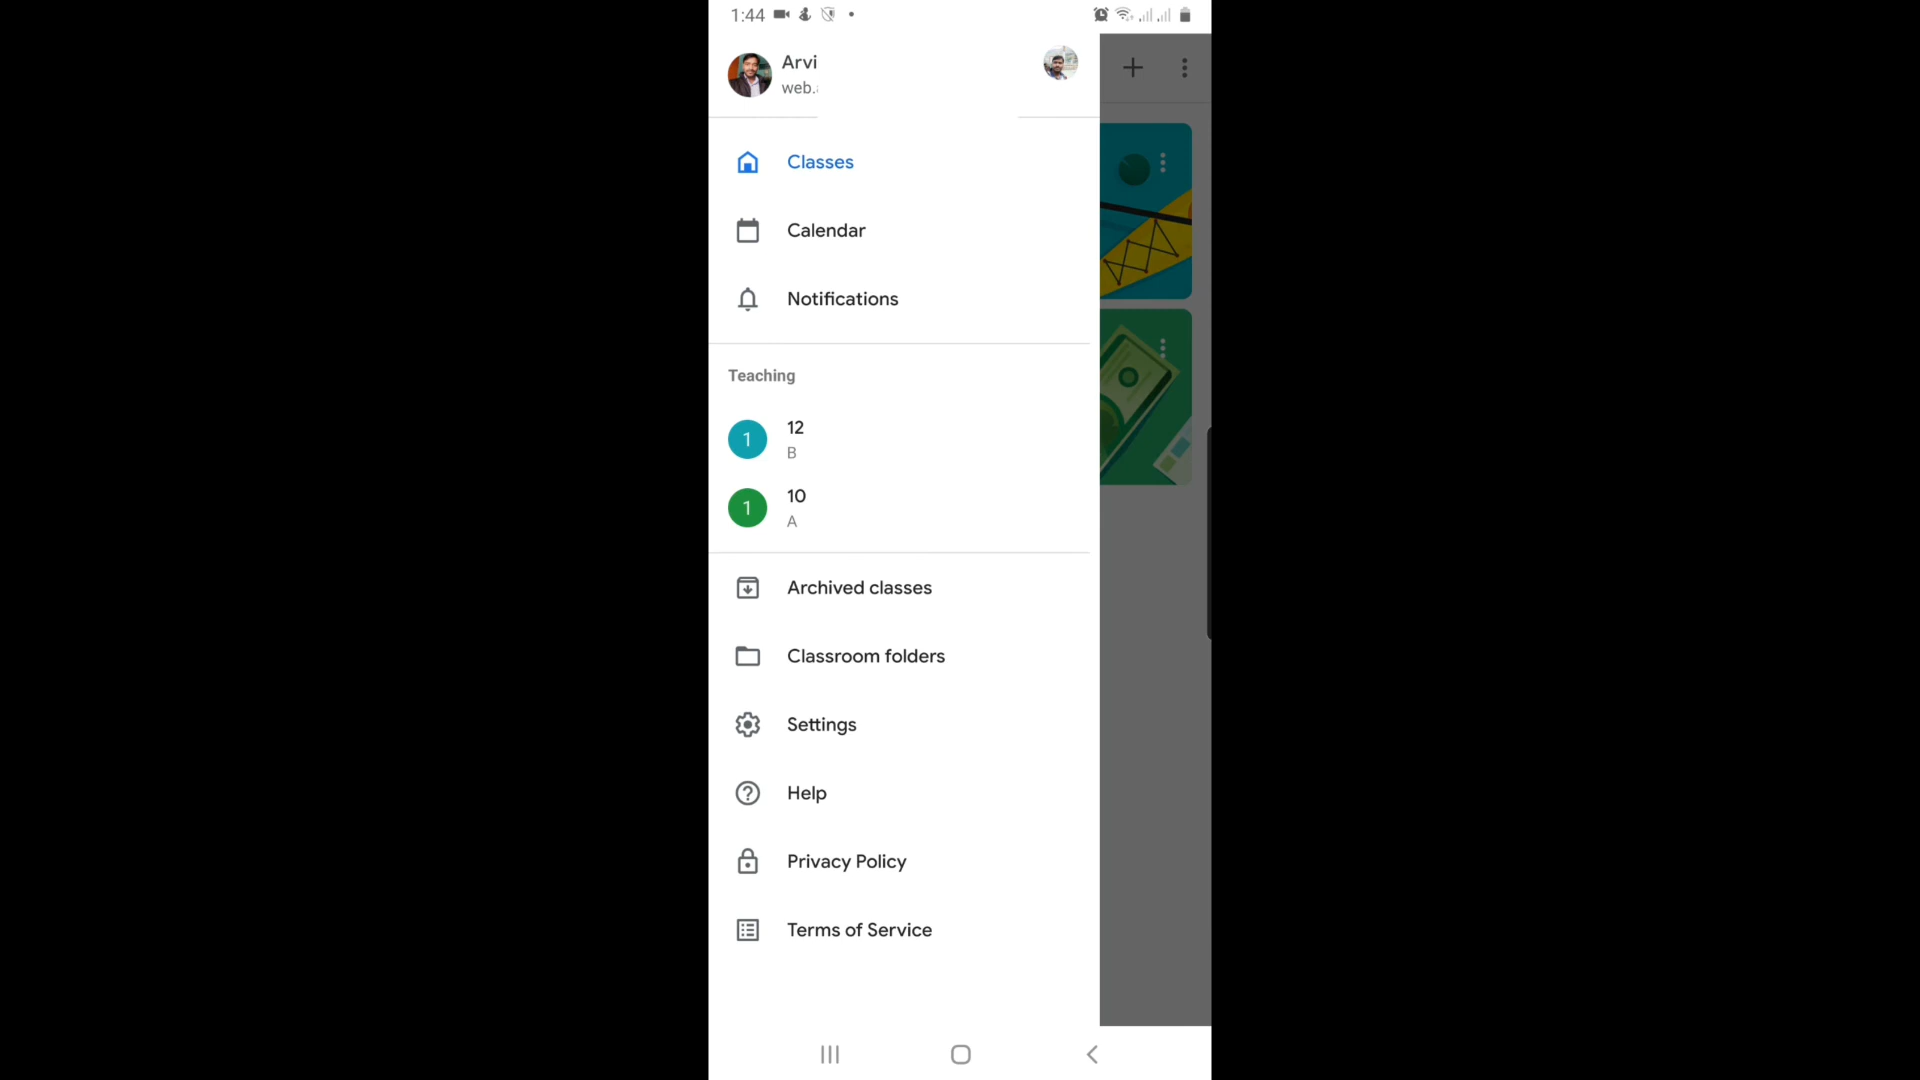 1:44
Arvi
web.
Classes
Calendar
Notifications
Teaching
1
12
B
1
10
A
Archived classes
Classroom folders
Settings
Help
Privacy Policy
Terms of Service